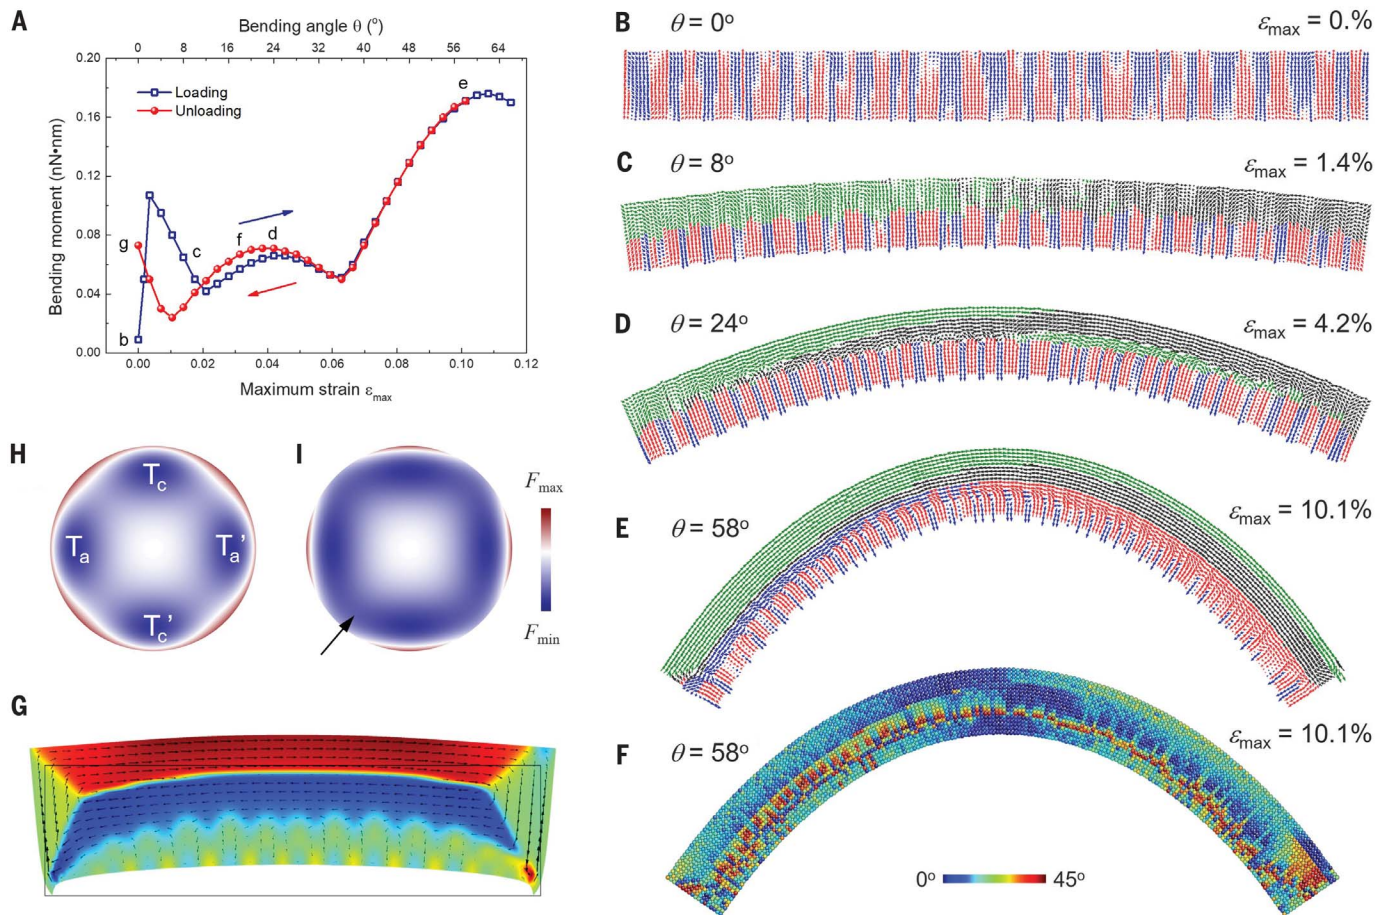 A
Bending angle θ (°)
0 8 16 24 32 40 48 56 64
0.20
0.16
0.12
0.08
0.04
0.00
Bending moment (nN•nm)
Loading
Unloading
b
g
c
f
d
e
0.00 0.02 0.04 0.06 0.08 0.10 0.12
Maximum strain εmax
B θ = 0° εmax = 0.%
C θ = 8° εmax = 1.4%
D θ = 24° εmax = 4.2%
E θ = 58° εmax = 10.1%
F θ = 58° εmax = 10.1%
0° 45°
H
Tc
Ta Ta'
Tc'
I
Fmax
Fmin
G